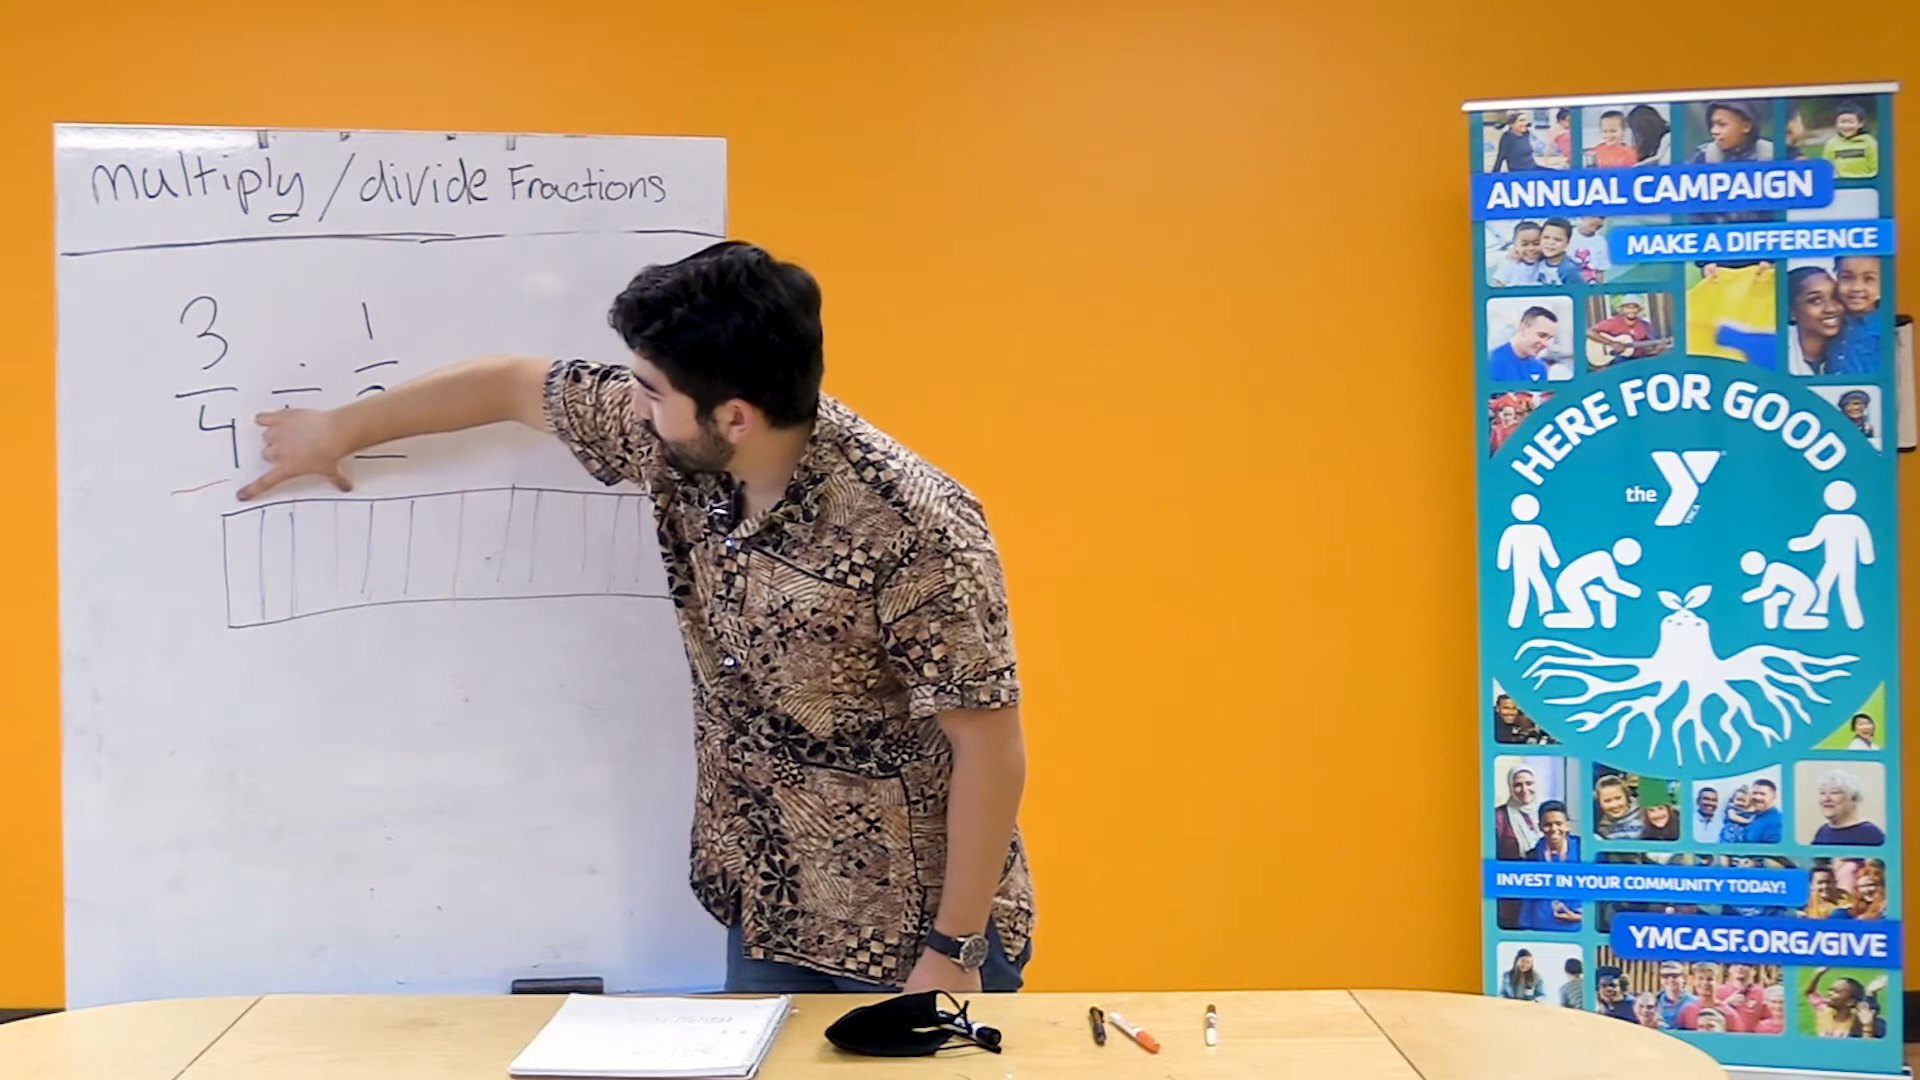 multiply / divide Fractions
3 1
4
ANNUAL CAMPAIGN
MAKE A DIFFERENCE
HERE FOR GOOD
the Y
YMCA
INVEST IN YOUR COMMUNITY TODAY!
YMCASF.ORG/GIVE